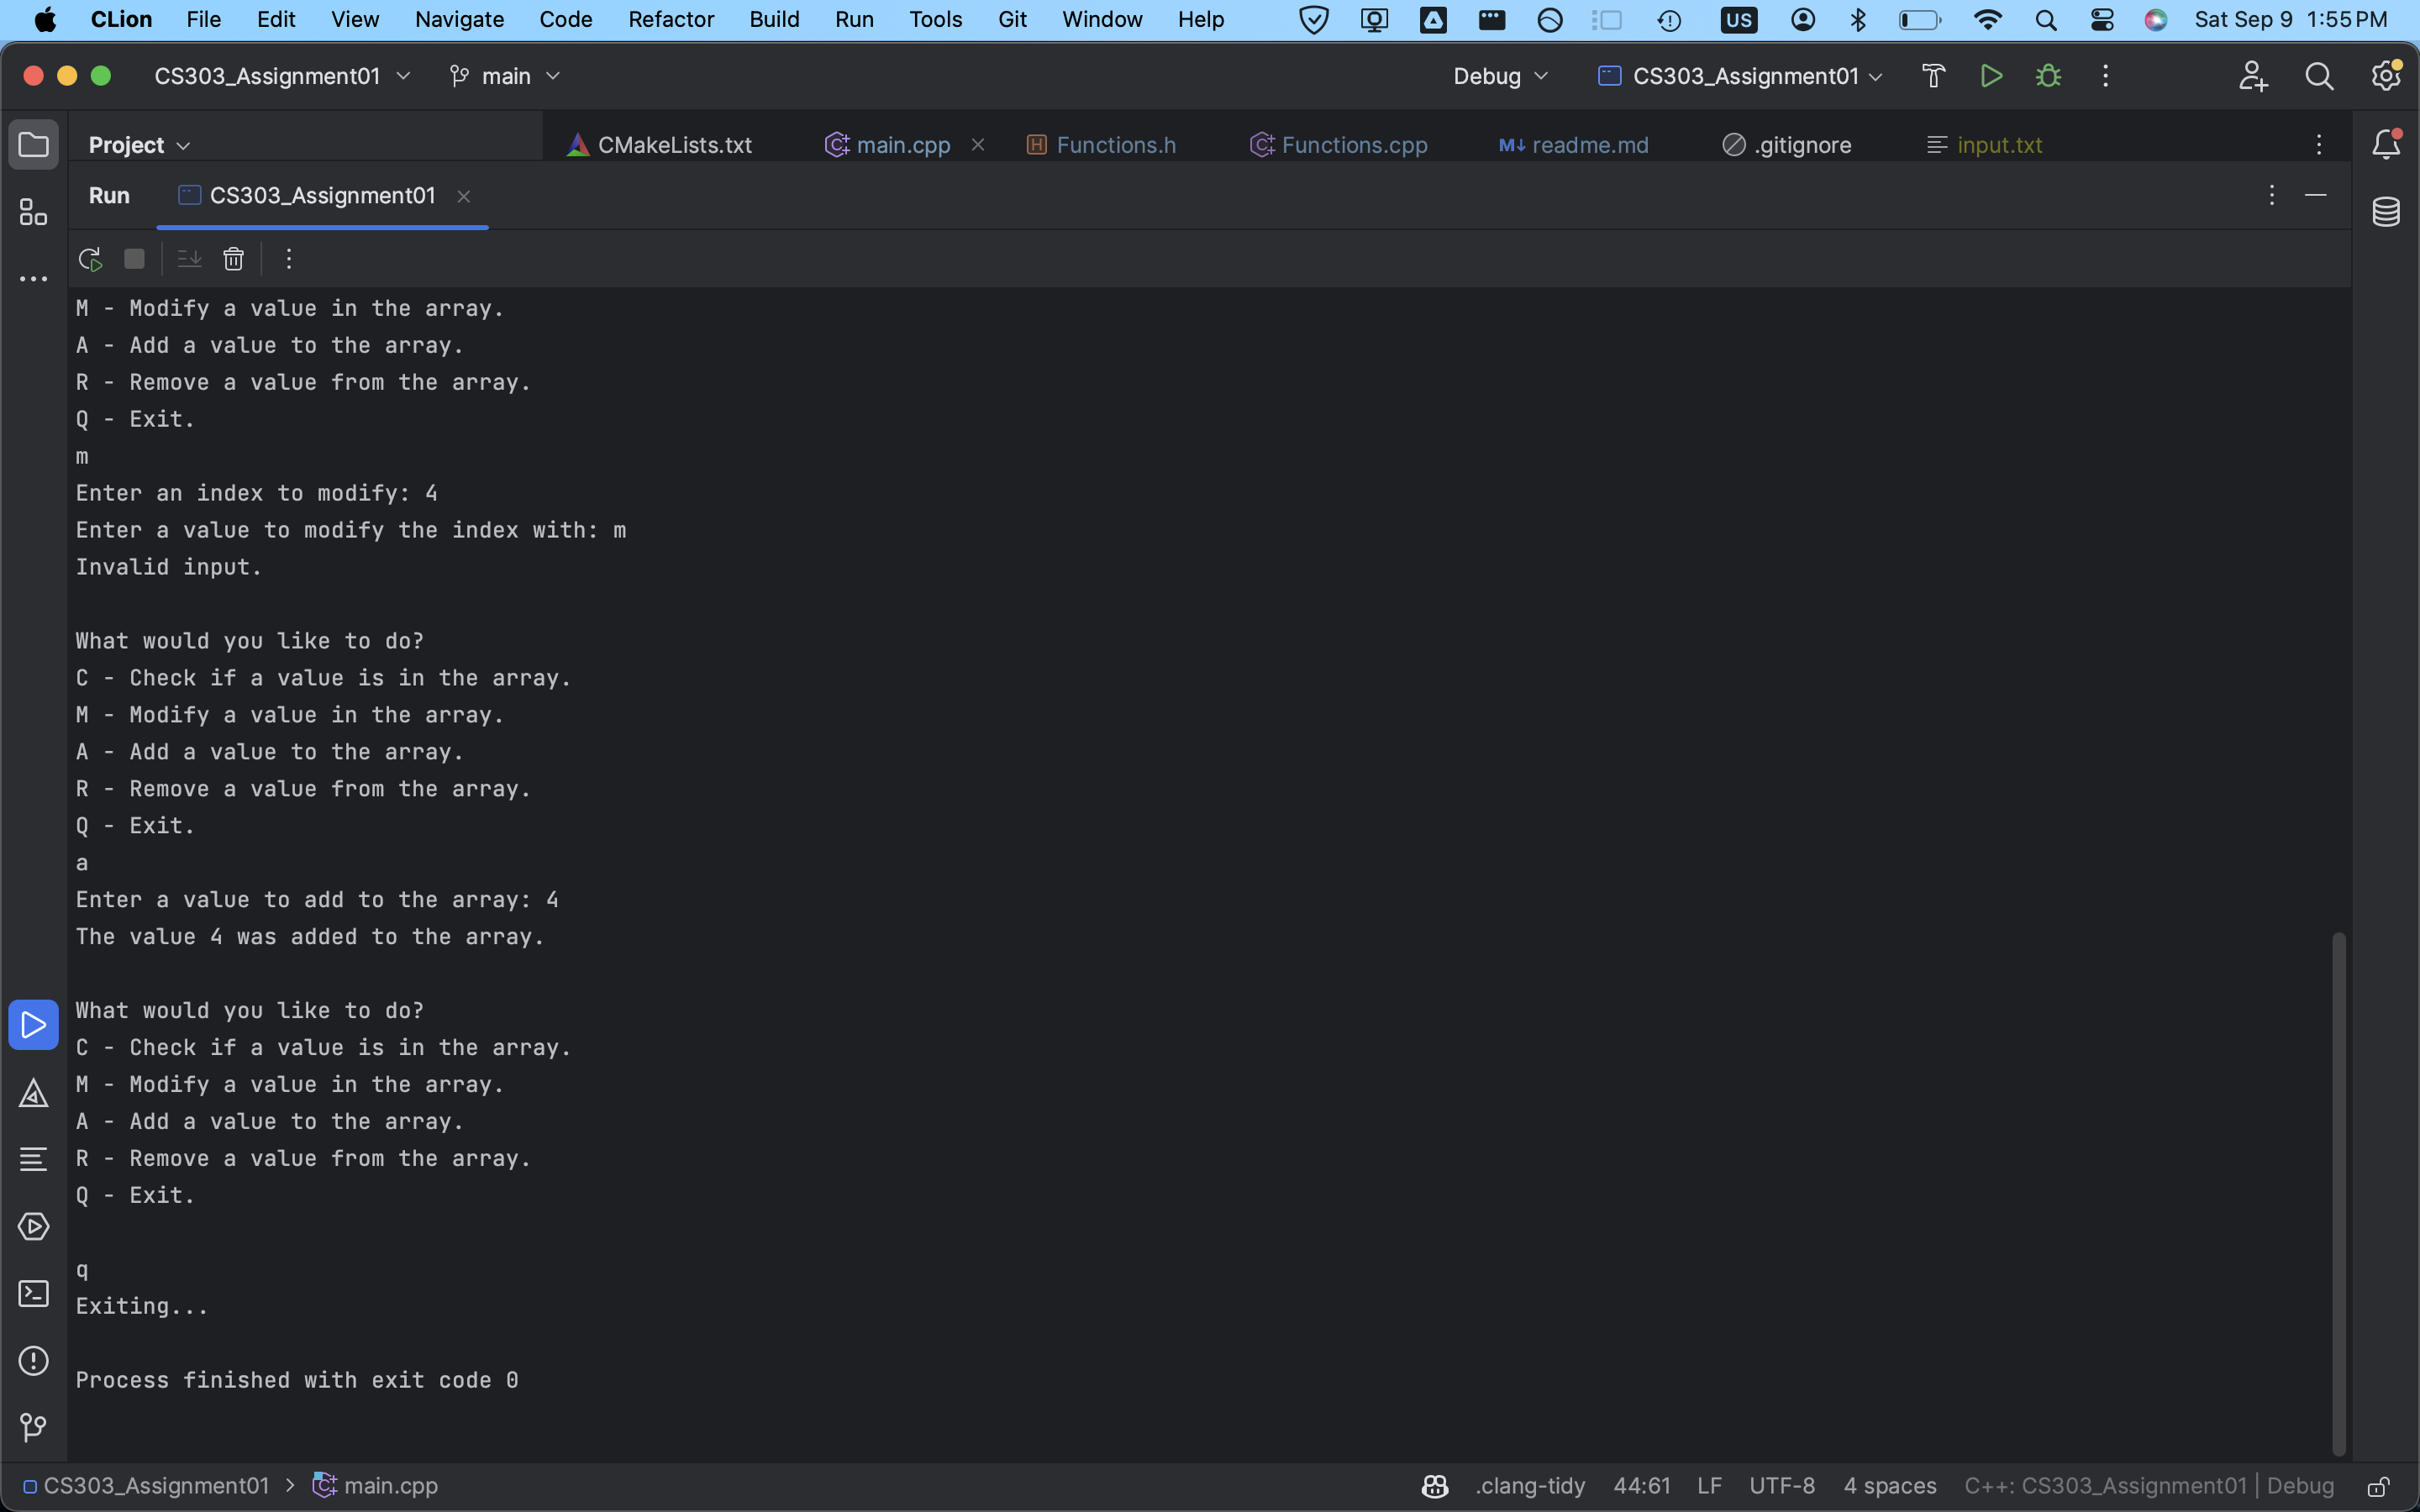 CLion File Edit View Navigate Code Refactor Build Run Tools Git Window Help US Sat Sep 9 1:55 PM
CS303_Assignment01 main Debug CS303_Assignment01
Project CMakeLists.txt main.cpp Functions.h Functions.cpp readme.md .gitignore input.txt
Run CS303_Assignment01
M - Modify a value in the array.
A - Add a value to the array.
R - Remove a value from the array.
Q - Exit.
m
Enter an index to modify: 4
Enter a value to modify the index with: m
Invalid input.
What would you like to do?
C - Check if a value is in the array.
M - Modify a value in the array.
A - Add a value to the array.
R - Remove a value from the array.
Q - Exit.
a
Enter a value to add to the array: 4
The value 4 was added to the array.
What would you like to do?
C - Check if a value is in the array.
M - Modify a value in the array.
A - Add a value to the array.
R - Remove a value from the array.
Q - Exit.
q
Exiting...
Process finished with exit code 0
CS303_Assignment01 > main.cpp .clang-tidy 44:61 LF UTF-8 4 spaces C++: CS303_Assignment01 | Debug